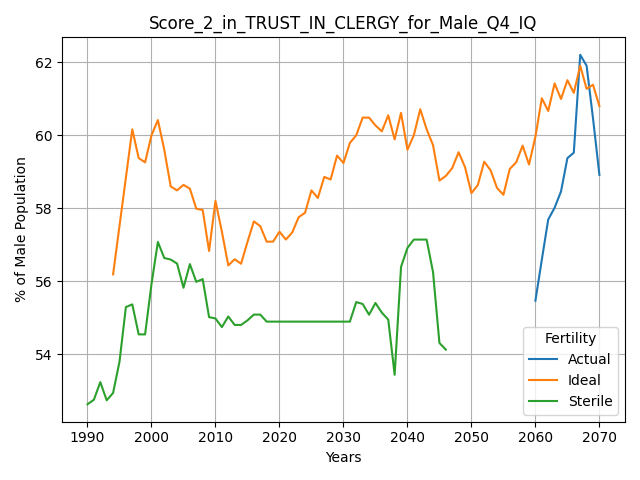 Score_2_in_TRUST_IN_CLERGY_for_Male_Q4_IQ
% of Male Population
62
60
58
56
54
1990 2000 2010 2020 2030 2040 2050 2060 2070
Years
Fertility
Actual
Ideal
Sterile